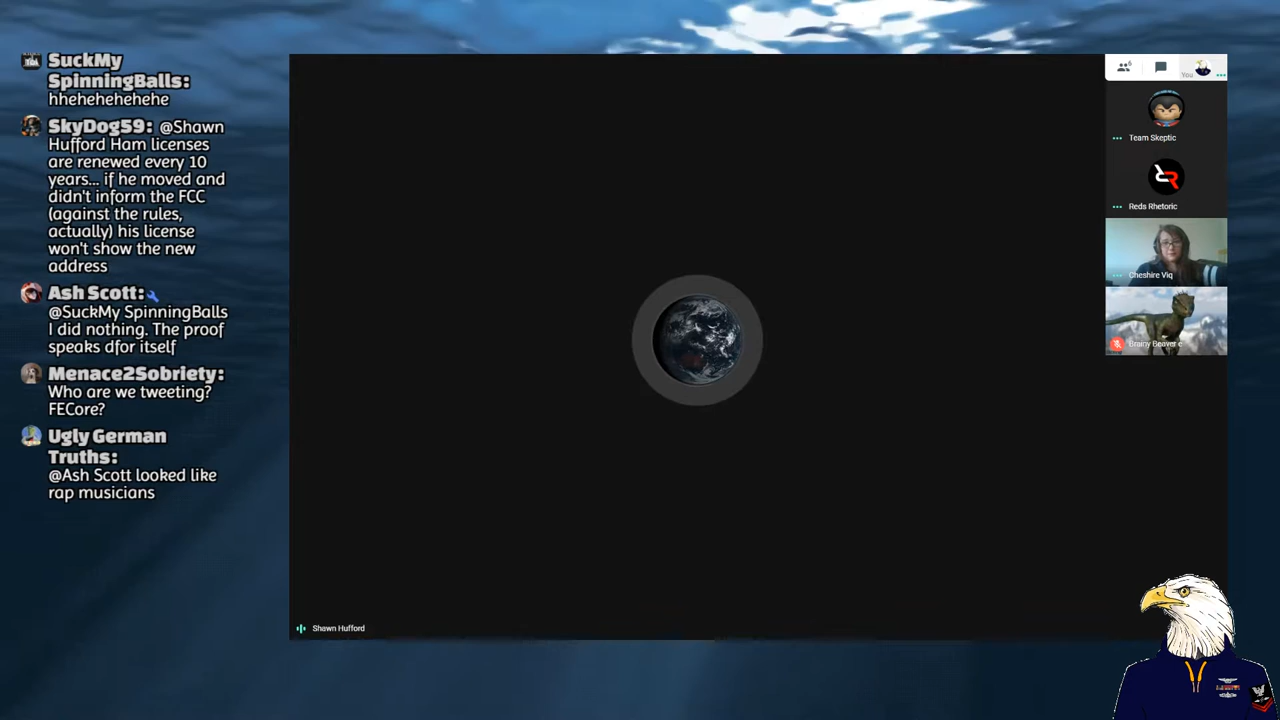 SuckMy
SpinningBalls:
hhehehehehehe
SkyDog59: @Shawn
Hufford Ham licenses
are renewed every 10
years... if he moved and
didn't inform the FCC
(against the rules,
actually) his license
won't show the new
address
Ash Scott:
@SuckMy SpinningBalls
I did nothing. The proof
speaks dfor itself
Menace2Sobriety:
Who are we tweeting?
FECore?
Ugly German
Truths:
@Ash Scott looked like
rap musicians
You
Team Skeptic
Reds Rhetoric
Cheshire Viq
Brainy Beaver e
Shawn Hufford